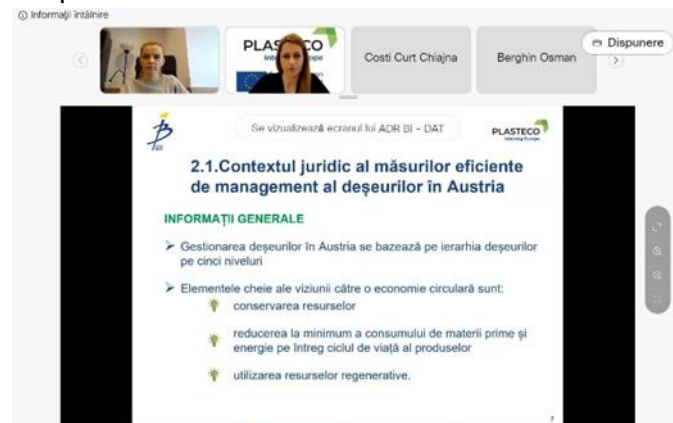 Informații întâlnire
PLASTECO
Costi Curt Chiajna
Berghin Osman
Dispunere
Se vizualizează ecranul lui ADR BI - DAT
PLASTECO
2.1.Contextul juridic al măsurilor eficiente
de management al deșeurilor în Austria
INFORMAȚII GENERALE
Gestionarea deșeurilor în Austria se bazează pe ierarhia deșeurilor
pe cinci niveluri
Elementele cheie ale viziunii către o economie circulară sunt:
conservarea resurselor
reducerea la minimum a consumului de materii prime și
energie pe întreg ciclul de viață al produselor
utilizarea resurselor regenerative.